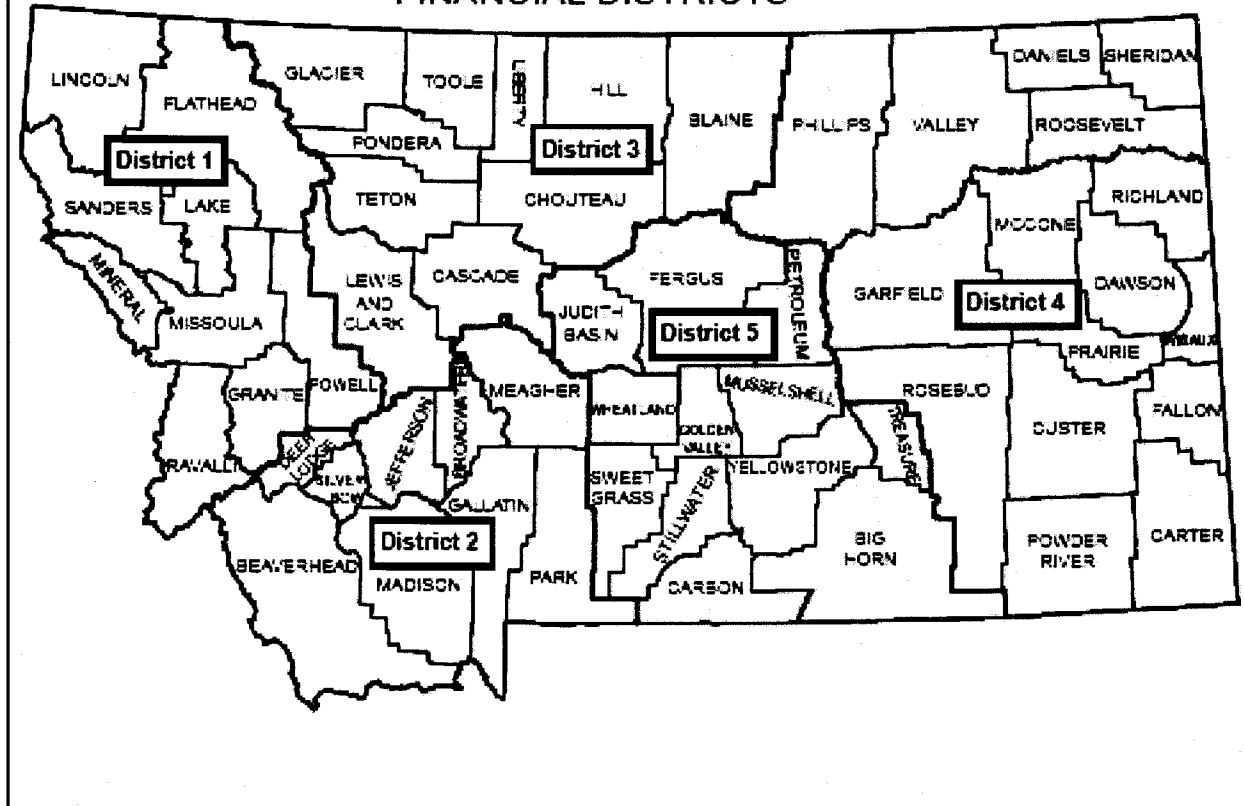 FINANCIAL DISTRICTS
LINCOLN
FLATHEAD
GLACIER
TOOLE
LIBERTY
HILL
BLAINE
PHILLIPS
VALLEY
DANIELS
SHERIDAN
ROOSEVELT
PONDERA
District 1
District 3
SANDERS
LAKE
TETON
CHOUTEAU
RICHLAND
MCCONE
MINERAL
MISSOULA
LEWIS
AND
CLARK
CASCADE
FERGUS
PETROLEUM
GARFIELD
DAWSON
JUDITH
BASIN
District 5
District 4
PRAIRIE
GRANITE
POWELL
BROADWATER
MEAGHER
WHEATLAND
GOLDEN
VALLEY
MUSSELSHELL
ROSEBUD
TREASURE
CUSTER
FALLON
RAVALLI
DEER
LODGE
SILVER
BOW
JEFFERSON
GALLATIN
SWEET
GRASS
STILLWATER
YELLOWSTONE
District 2
BEAVERHEAD
MADISON
PARK
CARBON
BIG
HORN
POWDER
RIVER
CARTER